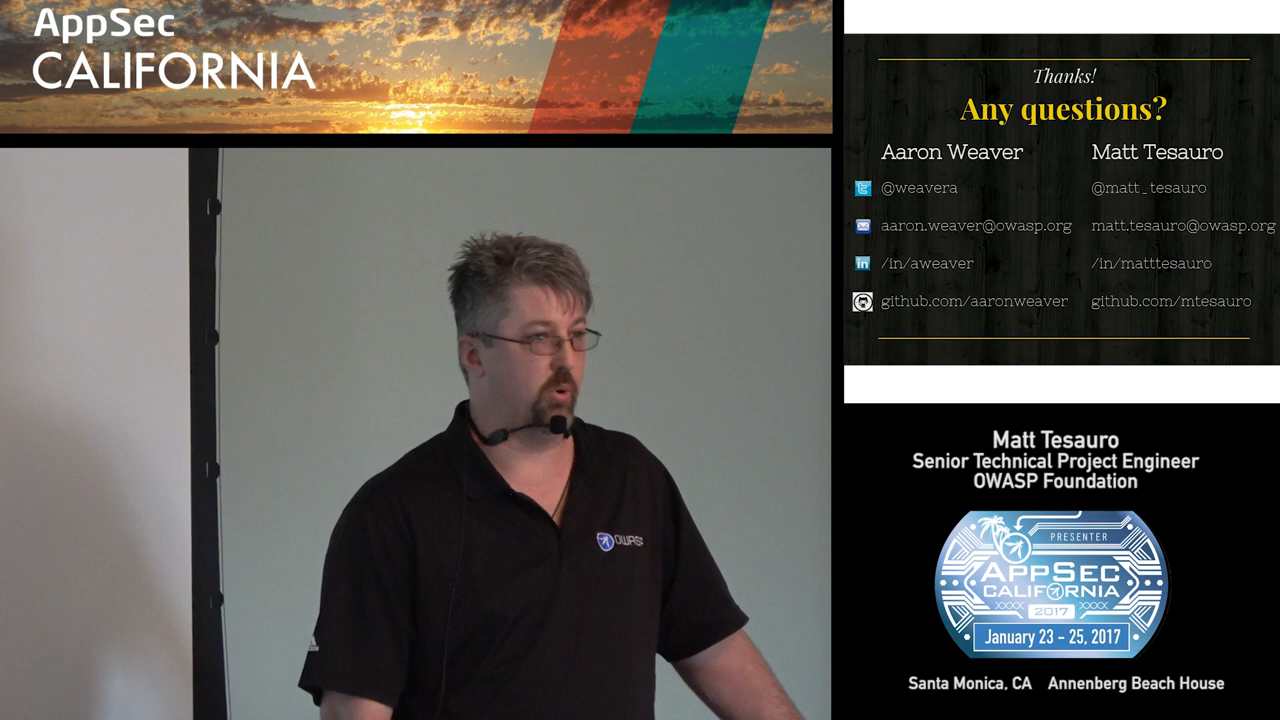 AppSec
CALIFORNIA
OWASP
Thanks!
Any questions?
Aaron Weaver
Matt Tesauro
@weavera
@matt_tesauro
aaron.weaver@owasp.org
matt.tesauro@owasp.org
/in/aweaver
/in/matttesauro
github.com/aaronweaver
github.com/mtesauro
Matt Tesauro
Senior Technical Project Engineer
OWASP Foundation
PRESENTER
APPSEC
CALIFORNIA
XXXX 2017 XXXX
January 23 - 25, 2017
Santa Monica, CA Annenberg Beach House